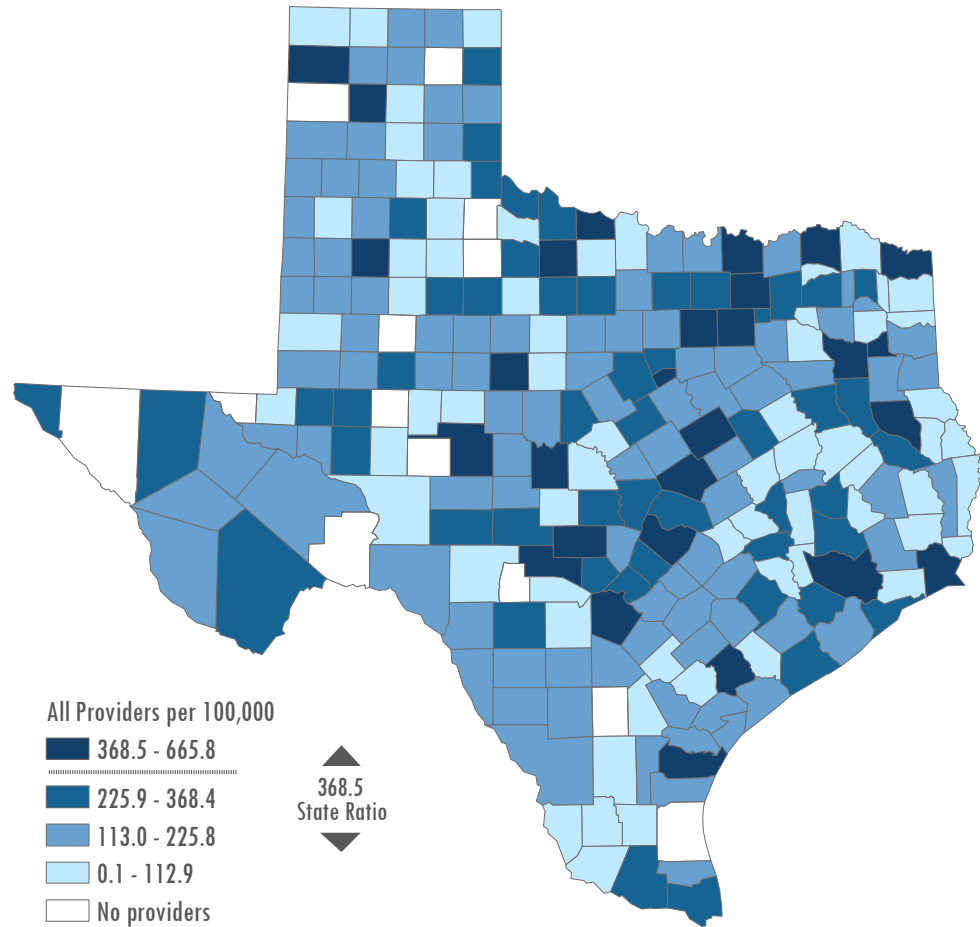 All Providers per 100,000
368.5 - 665.8
225.9 - 368.4
113.0 - 225.8
0.1 - 112.9
No providers
368.5
State Ratio